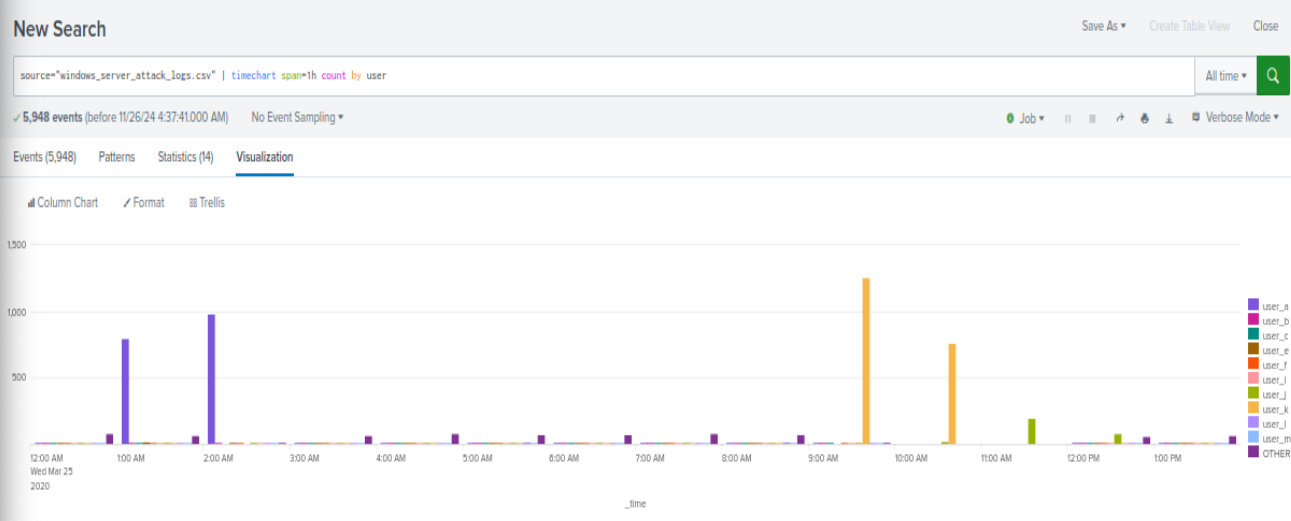 New Search
Save As ▾ Create Table View Close
source="windows_server_attack_logs.csv" | timechart span=1h count by user
All time ▾
✓ 5,948 events (before 11/26/24 4:37:41.000 AM) No Event Sampling ▾
Job ▾ Verbose Mode ▾
Events (5,948) Patterns Statistics (14) Visualization
Column Chart Format Trellis
1,500
1,000
500
12:00 AM 1:00 AM 2:00 AM 3:00 AM 4:00 AM 5:00 AM 6:00 AM 7:00 AM 8:00 AM 9:00 AM 10:00 AM 11:00 AM 12:00 PM 1:00 PM
Wed Mar 25
2020
_time
user_a
user_b
user_c
user_e
user_f
user_j
user_k
user_m
OTHER